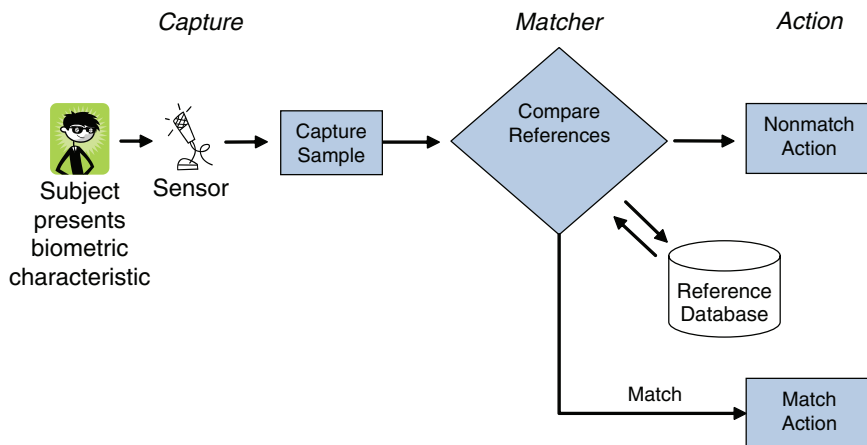 Capture
Matcher
Action
Subject
presents
biometric
characteristic
Sensor
Capture
Sample
Compare
References
Nonmatch
Action
Reference
Database
Match
Match
Action